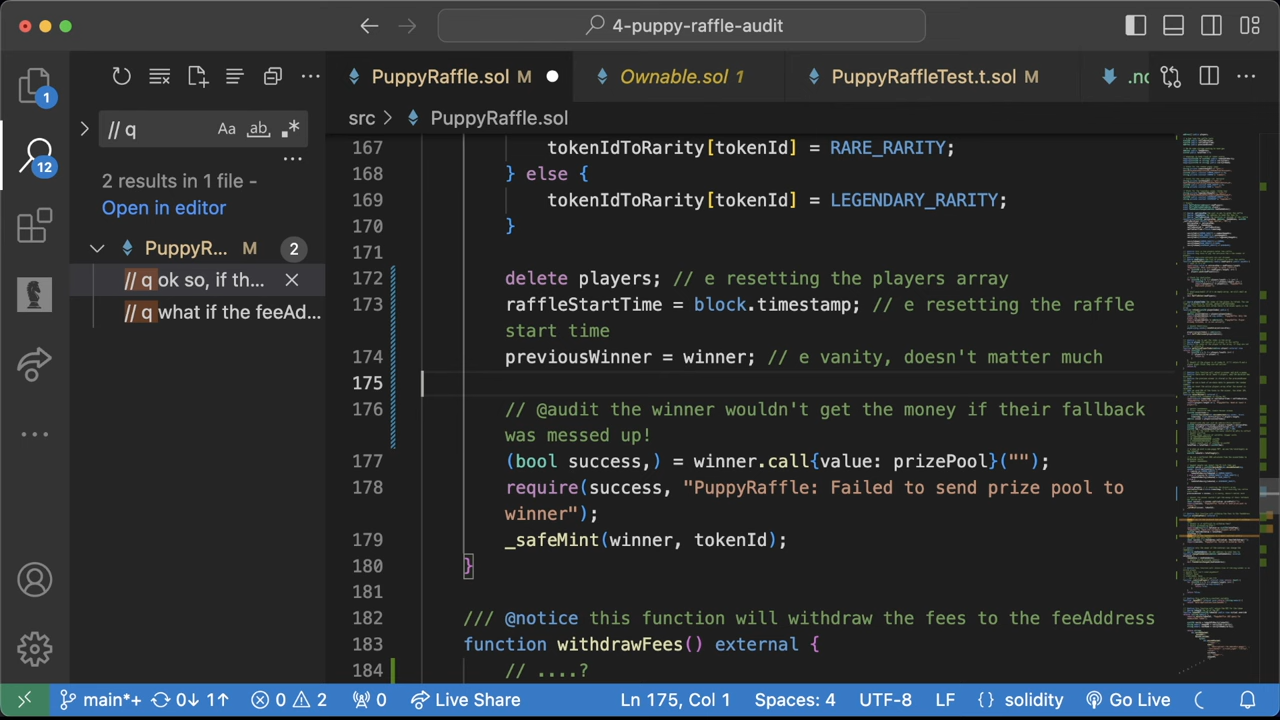 4-puppy-raffle-audit
PuppyRaffle.sol M
Ownable.sol 1
PuppyRaffleTest.t.sol M
src > PuppyRaffle.sol
1
12
// q
Aa ab .*
2 results in 1 file -
Open in editor
PuppyR... M 2
// q ok so, if th...
// q what if the feeAd...
167 tokenIdToRarity[tokenId] = RARE_RARITY;
168 } else {
169 tokenIdToRarity[tokenId] = LEGENDARY_RARITY;
170 }
171
172 delete players; // e resetting the players array
173 raffleStartTime = block.timestamp; // e resetting the raffle
start time
174 previousWinner = winner; // e vanity, doesn't matter much
175
176 // @audit the winner wouldn't get the money if their fallback
was messed up!
177 (bool success,) = winner.call{value: prizePool}("");
178 require(success, "PuppyRaffle: Failed to send prize pool to
winner");
179 _safeMint(winner, tokenId);
180 }
181
182 /// @notice this function will withdraw the fees to the feeAddress
183 function withdrawFees() external {
184 // ....?
main*+ 0↓ 1↑ 0 2 0 Live Share Ln 175, Col 1 Spaces: 4 UTF-8 LF {} solidity Go Live